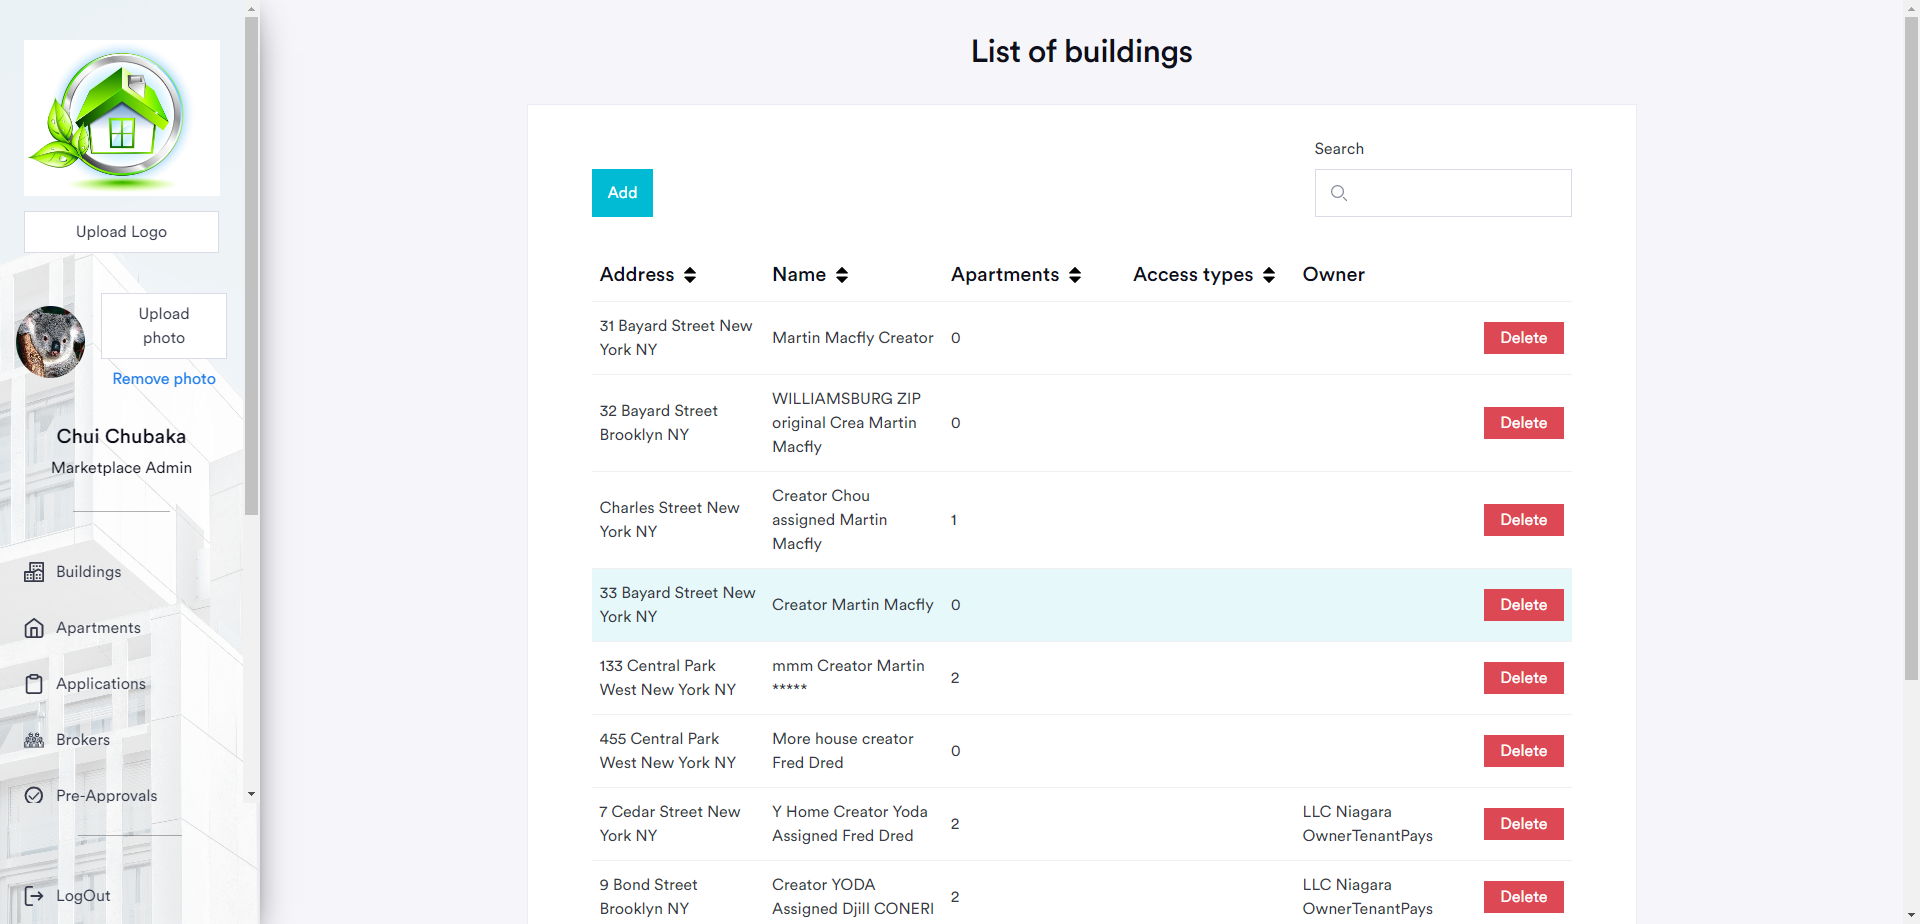 List of buildings
Upload Logo
Upload
photo
Remove photo
Chui Chubaka
Marketplace Admin
Buildings
Apartments
Applications
Brokers
Pre-Approvals
LogOut
Search
Add
Address Name Apartments Access types Owner
31 Bayard Street New
York NY
Martin Macfly Creator
0
Delete
32 Bayard Street
Brooklyn NY
WILLIAMSBURG ZIP
original Crea Martin
Macfly
0
Delete
Charles Street New
York NY
Creator Chou
assigned Martin
Macfly
1
Delete
33 Bayard Street New
York NY
Creator Martin Macfly
0
Delete
133 Central Park
West New York NY
mmm Creator Martin
*****
2
Delete
455 Central Park
West New York NY
More house creator
Fred Dred
0
Delete
7 Cedar Street New
York NY
Y Home Creator Yoda
Assigned Fred Dred
2
LLC Niagara
OwnerTenantPays
Delete
9 Bond Street
Brooklyn NY
Creator YODA
Assigned Djill CONERI
2
LLC Niagara
OwnerTenantPays
Delete